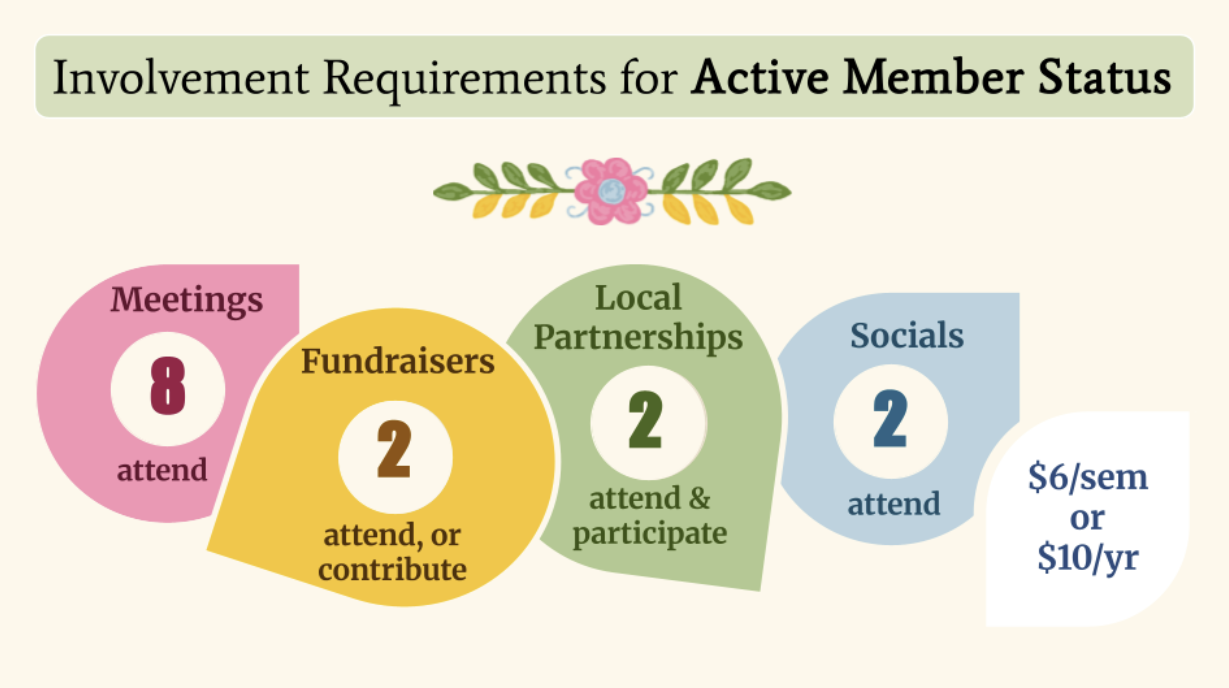 Involvement Requirements for Active Member Status
Meetings
8
attend
Fundraisers
2
attend, or
contribute
Local
Partnerships
2
attend &
participate
Socials
2
attend
$6/sem
or
$10/yr